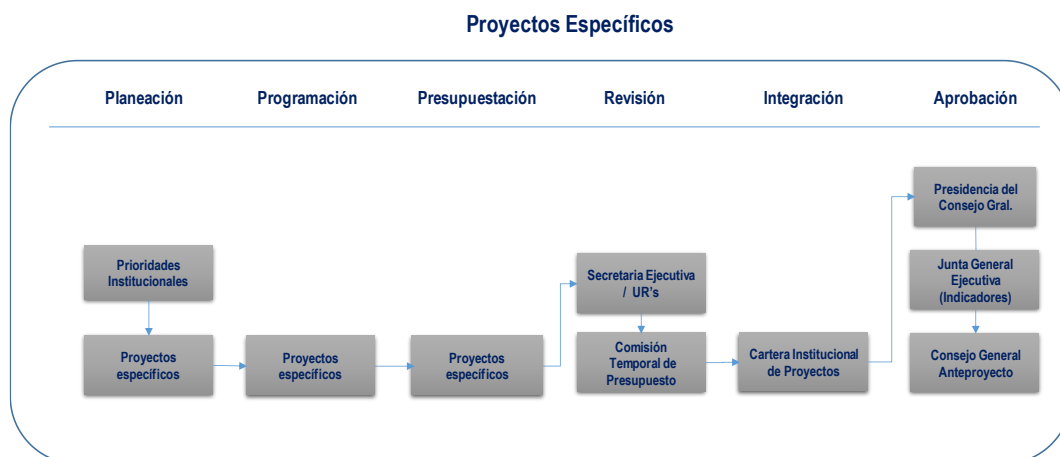 Proyectos Específicos
Planeación
Programación
Presupuestación
Revisión
Integración
Aprobación
Prioridades
Institucionales
Proyectos
específicos
Proyectos
específicos
Proyectos
específicos
Secretaria Ejecutiva
/ UR's
Comisión
Temporal de
Presupuesto
Cartera Institucional
de Proyectos
Presidencia del
Consejo Gral.
Junta General
Ejecutiva
(Indicadores)
Consejo General
Anteproyecto